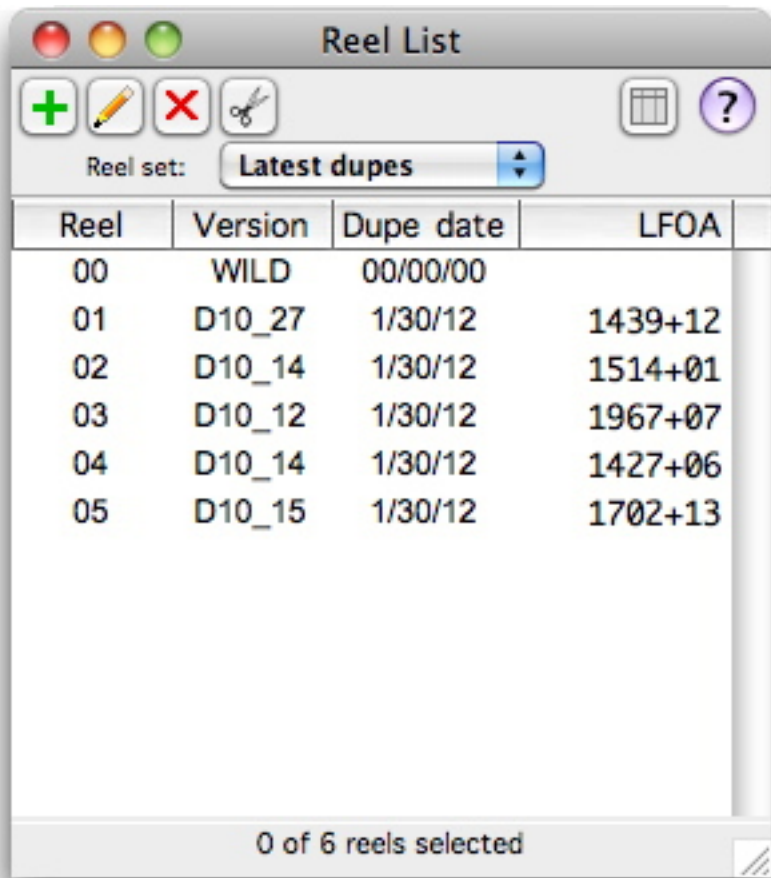 Reel List
?
Reel set: Latest dupes
Reel Version Dupe date LFOA
00 WILD 00/00/00
01 D10_27 1/30/12 1439+12
02 D10_14 1/30/12 1514+01
03 D10_12 1/30/12 1967+07
04 D10_14 1/30/12 1427+06
05 D10_15 1/30/12 1702+13
0 of 6 reels selected